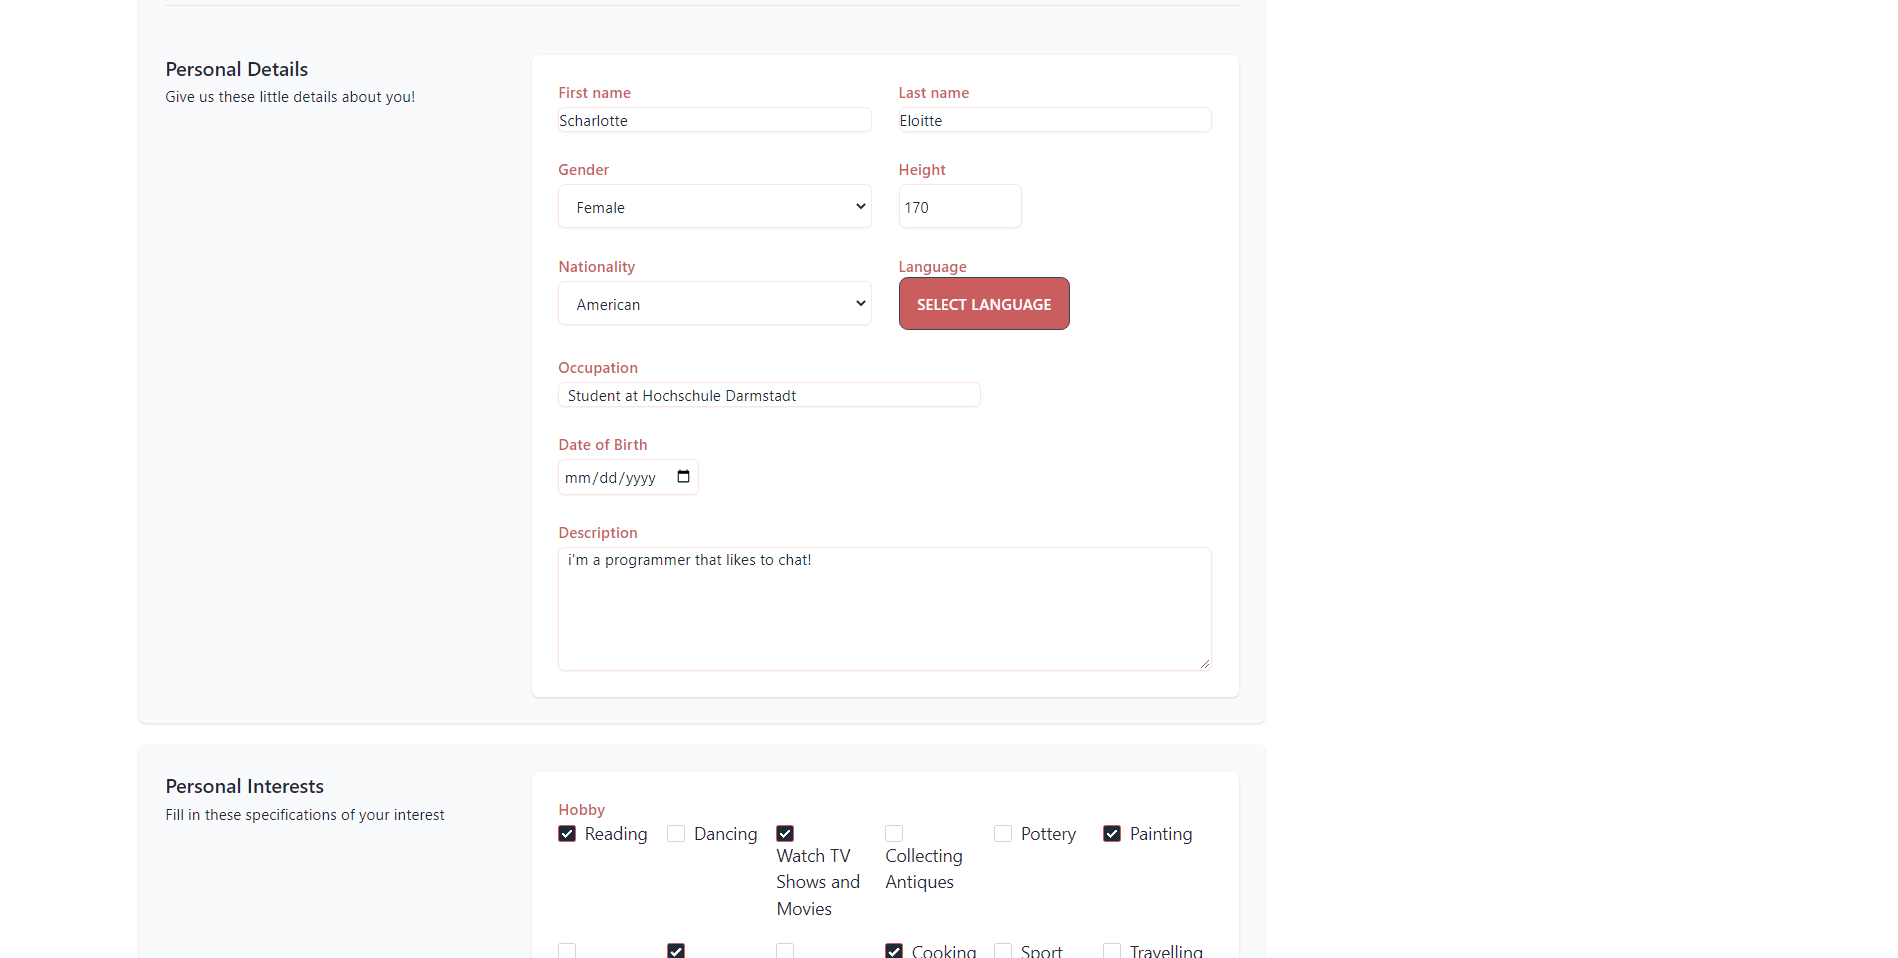 Personal Details
Give us these little details about you!
First name
Last name
Scharlotte
Eloitte
Gender
Height
Female
170
Nationality
Language
American
SELECT LANGUAGE
Occupation
Student at Hochschule Darmstadt
Date of Birth
mm/dd/yyyy
Description
i'm a programmer that likes to chat!
Personal Interests
Fill in these specifications of your interest
Hobby
Reading
Dancing
Watch TV
Shows and
Movies
Collecting
Antiques
Pottery
Painting
Cooking
Sport
Travelling